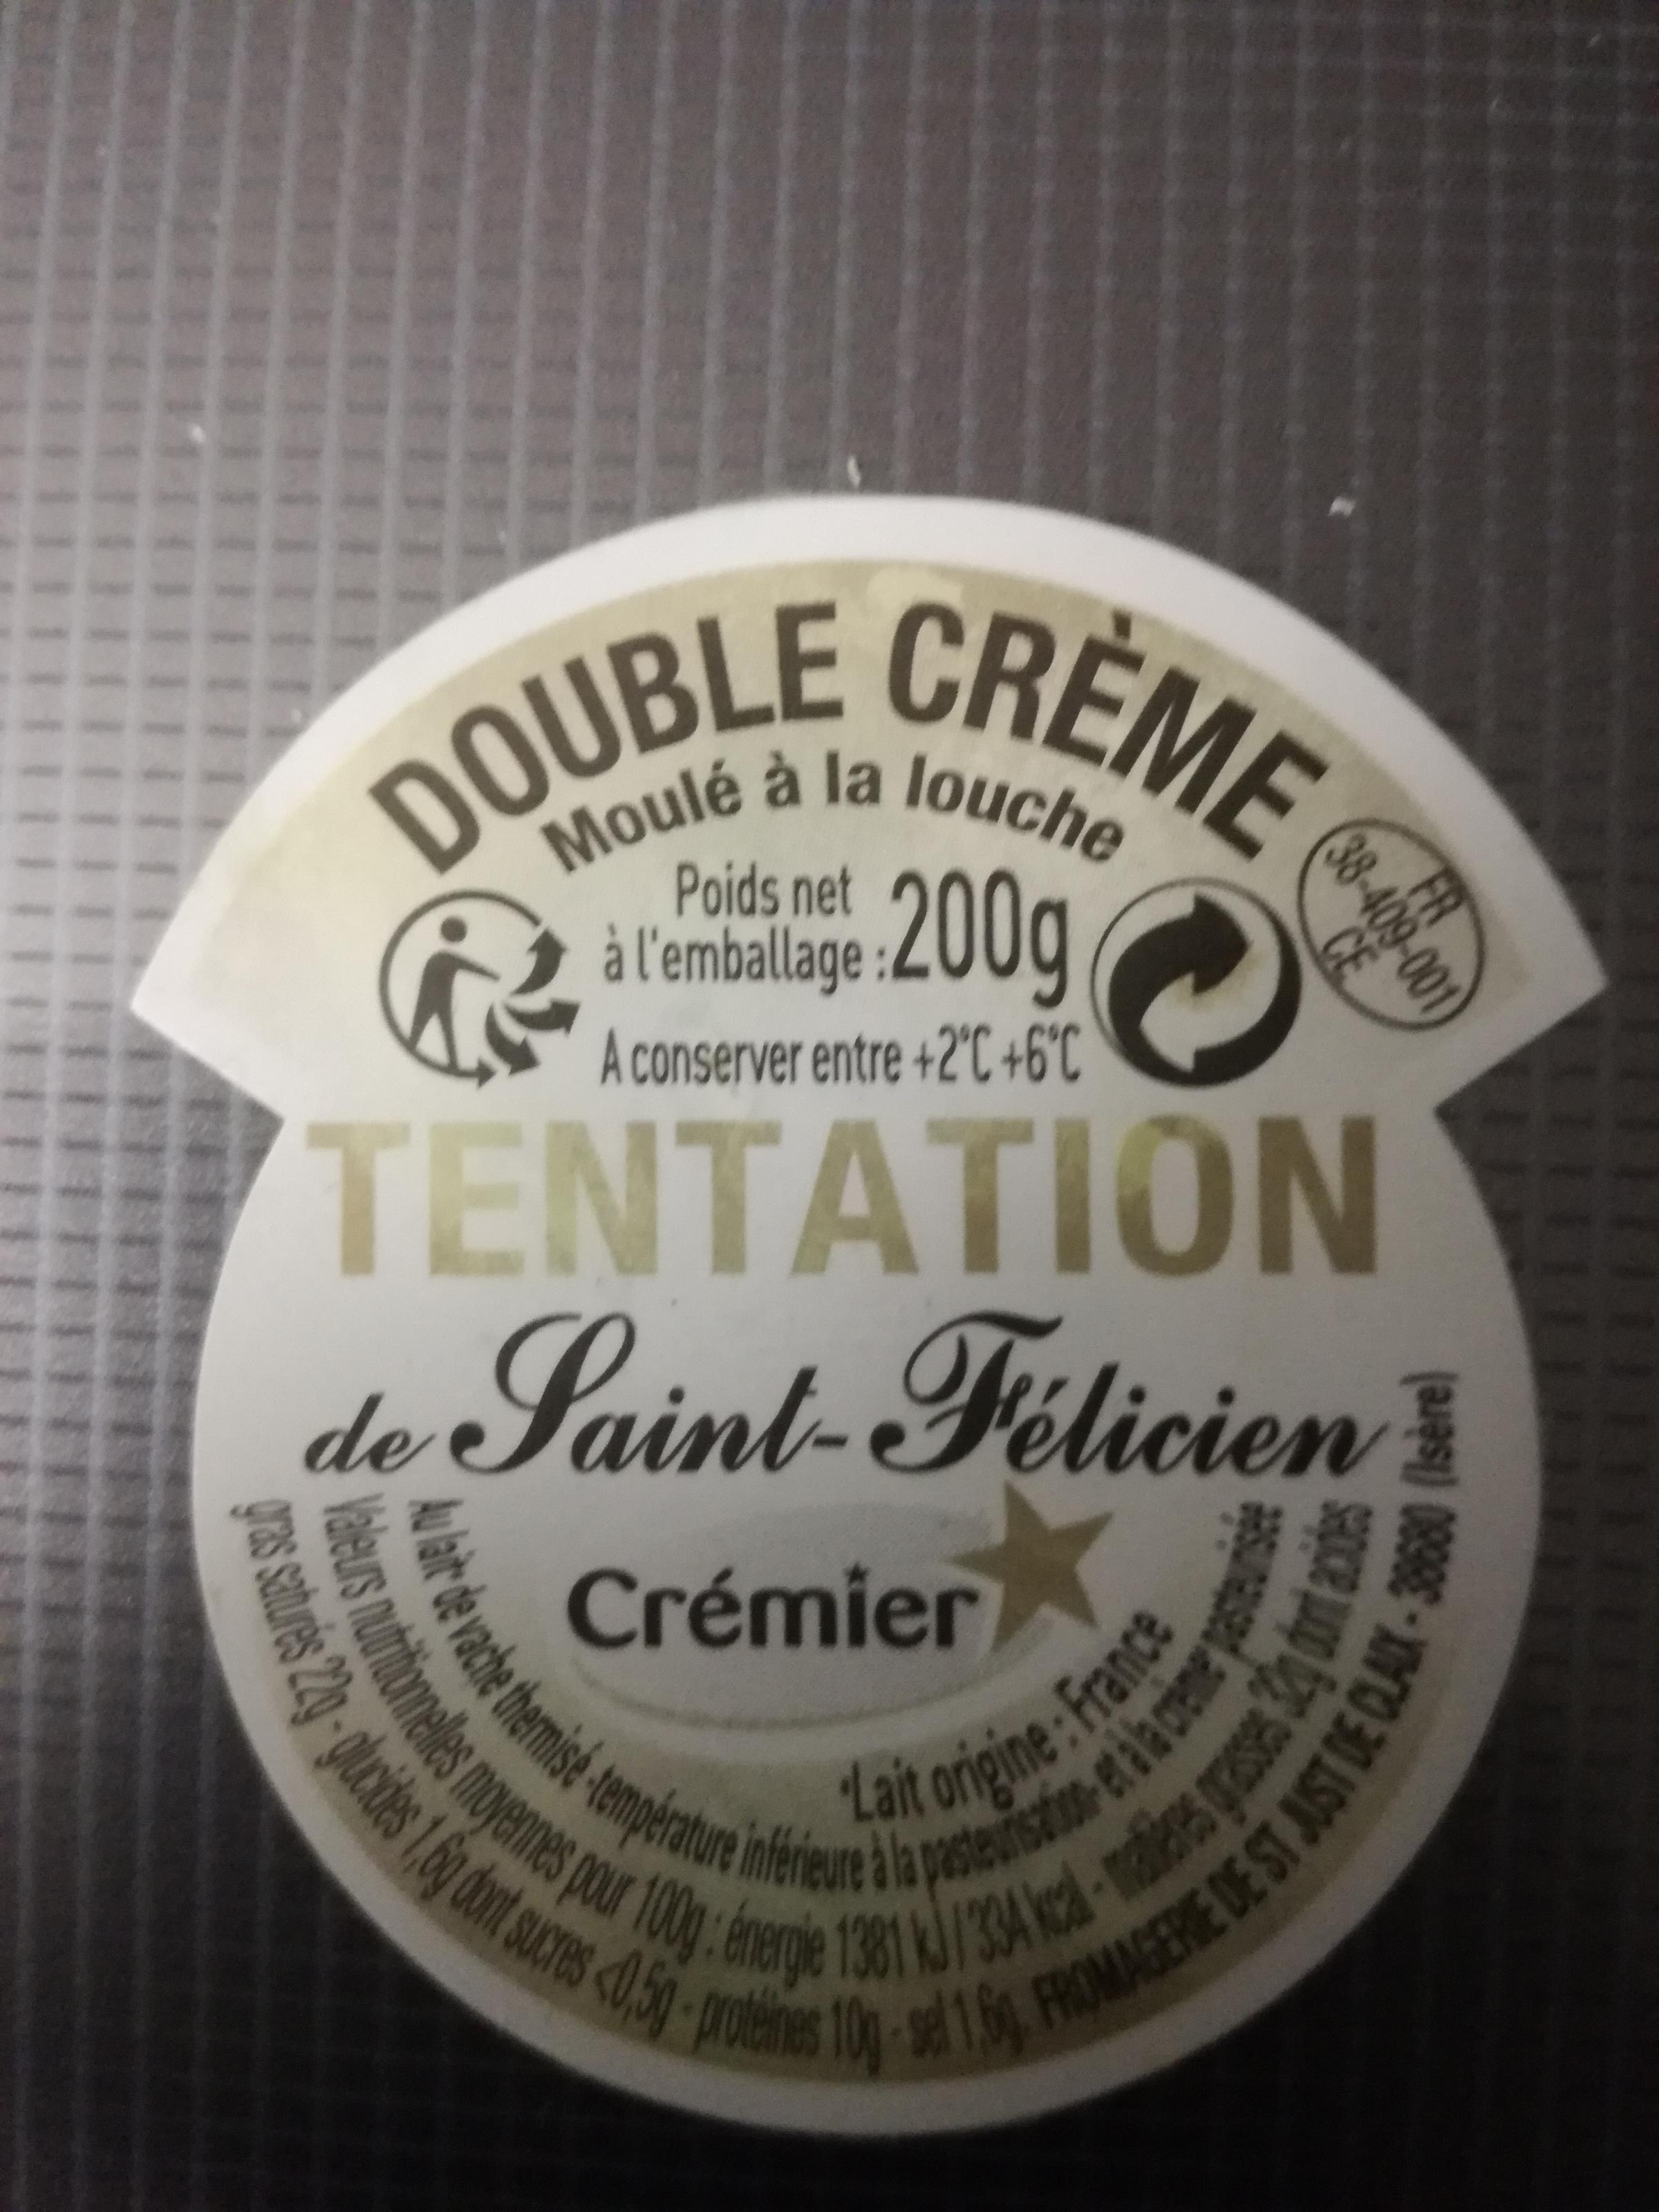 DOUBLE CRÈME
Moulé à la louche
Poids net
à l'emballage : 200g
A conserver entre +2°C +6°C
FR
38-409-001
CE
TENTATION
de Saint-Félicien
Crémier
*Lait origine : France
Au lait* de vache thermisé -température inférieure à la pasteurisation- et à la crème* pasteurisée
Valeurs nutritionnelles moyennes pour 100g : énergie 1381 kJ / 334 kcal - matières grasses 32g dont acides
gras saturés 22g - glucides 1,6g dont sucres <0,5g - protéines 10g - sel 1,6g. FROMAGERIE DE ST JUST DE CLAIX - 38680 (Isère)